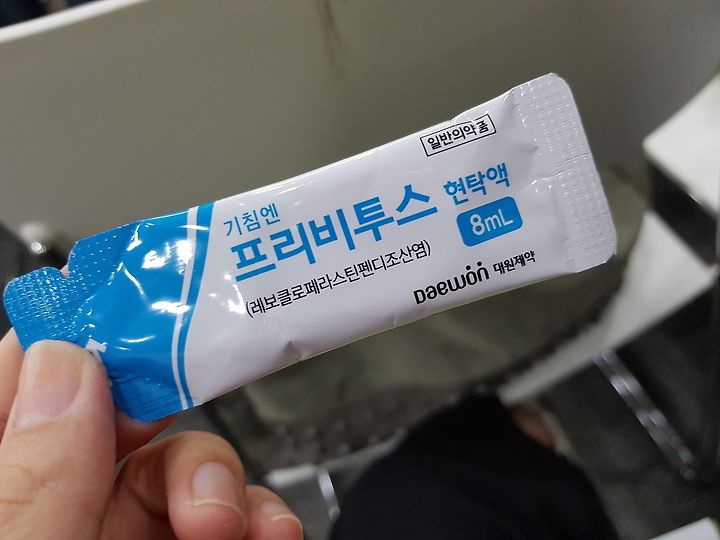 일반의약품
기침엔
프리비투스 현탁액
8mL
(레보클로페라스틴펜디조산염)
Daewon 대원제약